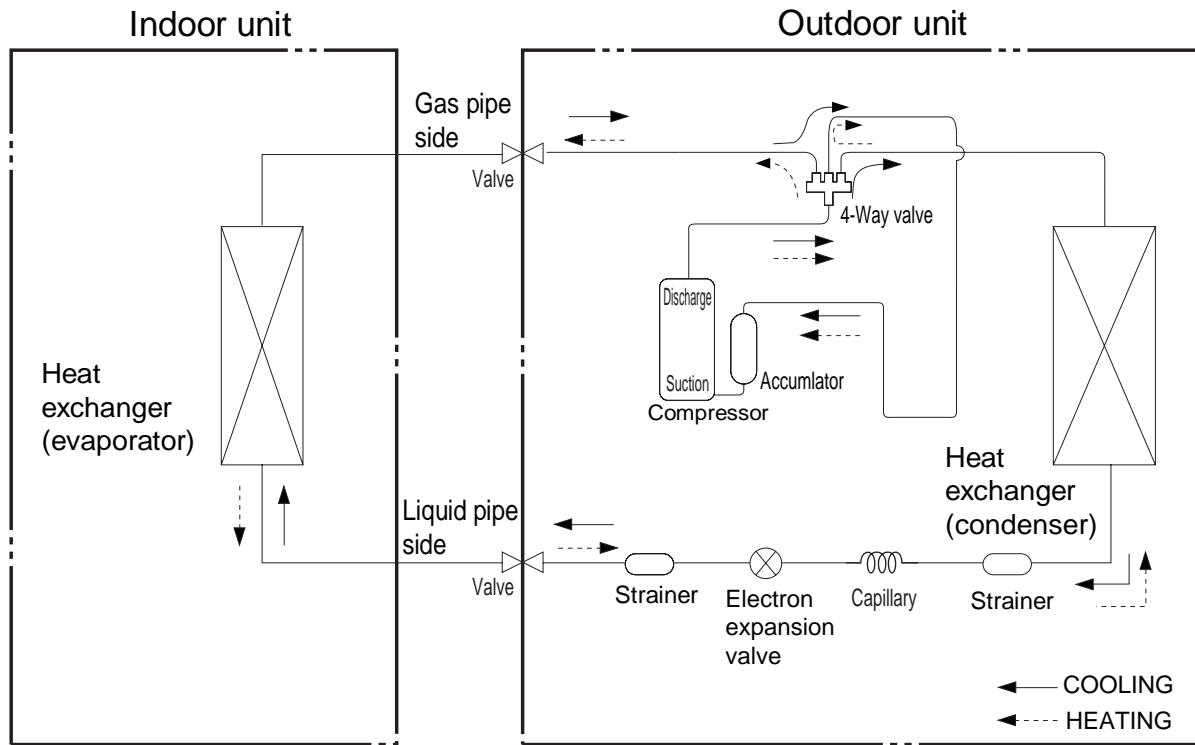 Indoor unit
Outdoor unit
Gas pipe
side
Valve
4-Way valve
Discharge
Suction
Accumlator
Compressor
Heat
exchanger
(evaporator)
Heat
exchanger
(condenser)
Liquid pipe
side
Valve
Strainer
Electron
expansion
valve
Capillary
Strainer
COOLING
HEATING